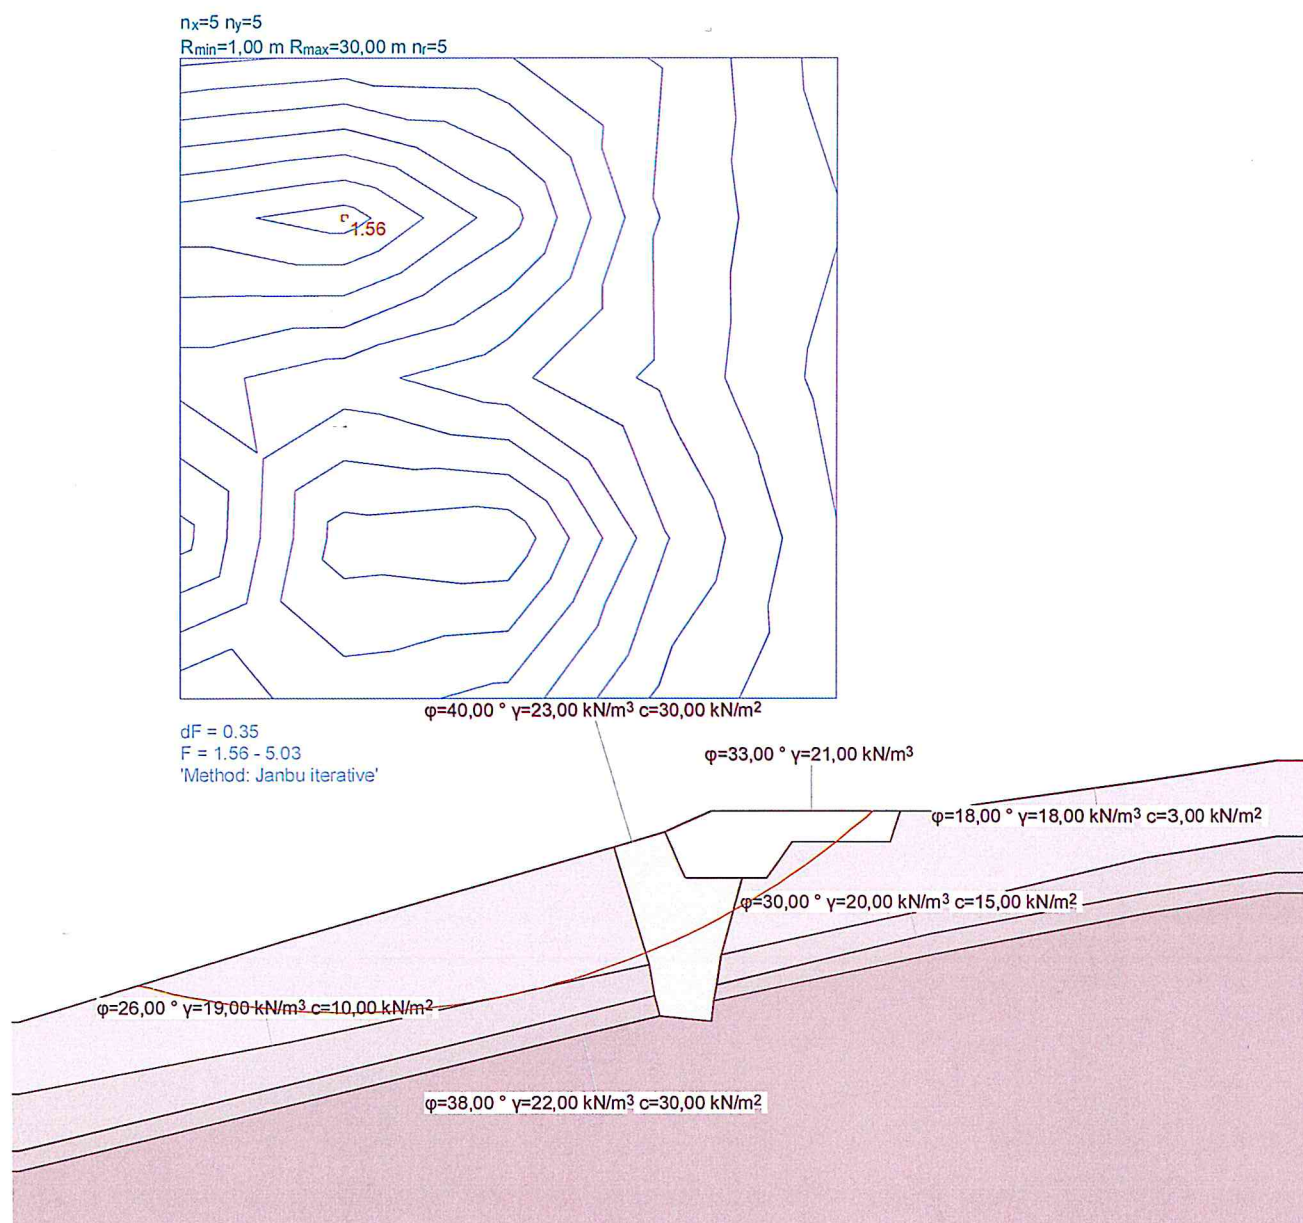 nx=5 ny=5
Rmin=1,00 m Rmax=30,00 m nr=5
1.56
φ=40,00 ° γ=23,00 kN/m³ c=30,00 kN/m²
dF = 0.35
F = 1.56 - 5.03
'Method: Janbu iterative'
φ=33,00 ° γ=21,00 kN/m³
φ=18,00 ° γ=18,00 kN/m³ c=3,00 kN/m²
φ=30,00 ° γ=20,00 kN/m³ c=15,00 kN/m²
φ=26,00 ° γ=19,00 kN/m³ c=10,00 kN/m²
φ=38,00 ° γ=22,00 kN/m³ c=30,00 kN/m²